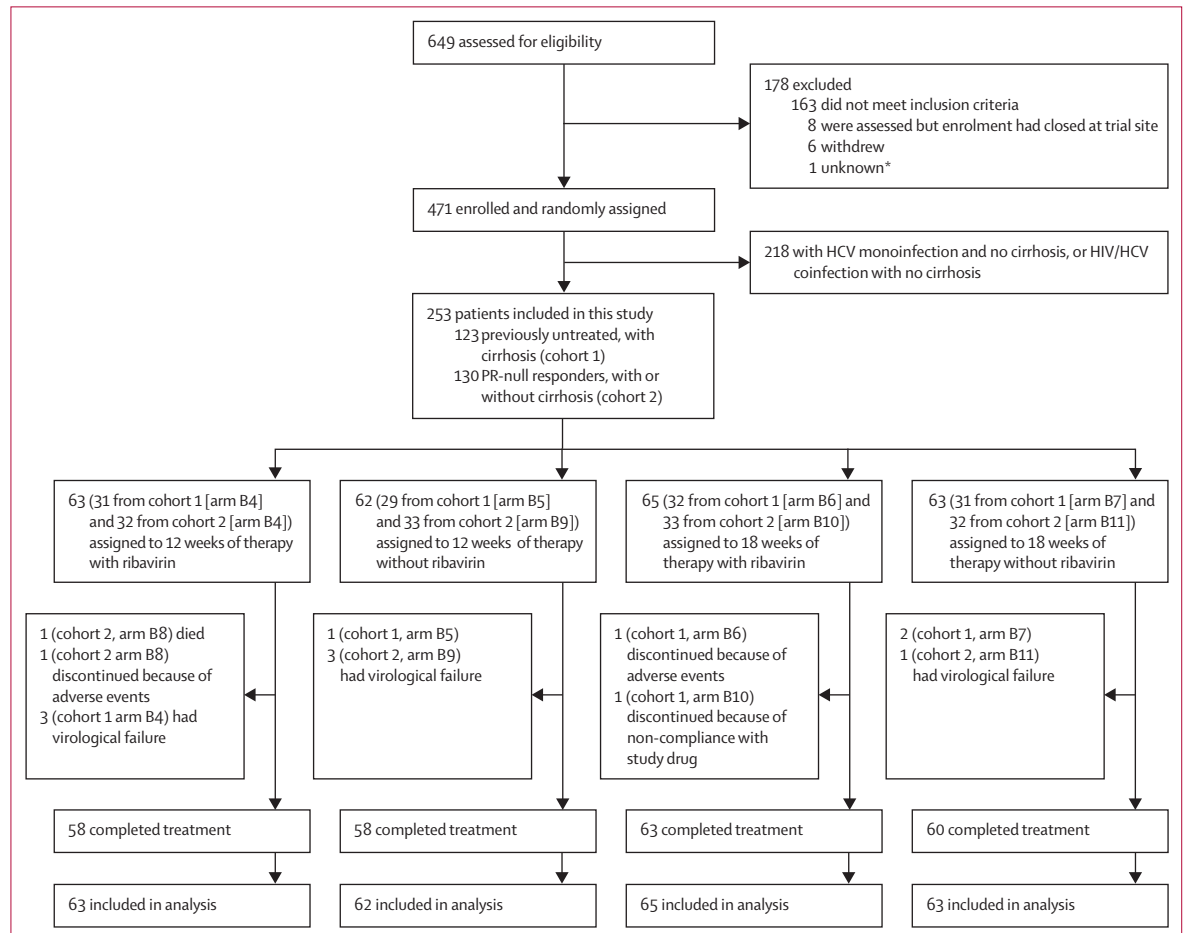 649 assessed for eligibility
178 excluded
163 did not meet inclusion criteria
8 were assessed but enrolment had closed at trial site
6 withdrew
1 unknown*
471 enrolled and randomly assigned
218 with HCV monoinfection and no cirrhosis, or HIV/HCV
coinfection with no cirrhosis
253 patients included in this study
123 previously untreated, with
cirrhosis (cohort 1)
130 PR-null responders, with or
without cirrhosis (cohort 2)
63 (31 from cohort 1 [arm B4]
and 32 from cohort 2 [arm B4])
assigned to 12 weeks of therapy
with ribavirin
62 (29 from cohort 1 [arm B5]
and 33 from cohort 2 [arm B9])
assigned to 12 weeks of therapy
without ribavirin
65 (32 from cohort 1 [arm B6] and
33 from cohort 2 [arm B10])
assigned to 18 weeks of
therapy with ribavirin
63 (31 from cohort 1 [arm B7] and
32 from cohort 2 [arm B11])
assigned to 18 weeks of
therapy without ribavirin
1 (cohort 2, arm B8) died
1 (cohort 2 arm B8)
discontinued because of
adverse events
3 (cohort 1 arm B4) had
virological failure
1 (cohort 1, arm B5)
3 (cohort 2, arm B9)
had virological failure
1 (cohort 1, arm B6)
discontinued because of
adverse events
1 (cohort 1, arm B10)
discontinued because of
non-compliance with
study drug
2 (cohort 1, arm B7)
1 (cohort 2, arm B11)
had virological failure
58 completed treatment
58 completed treatment
63 completed treatment
60 completed treatment
63 included in analysis
62 included in analysis
65 included in analysis
63 included in analysis